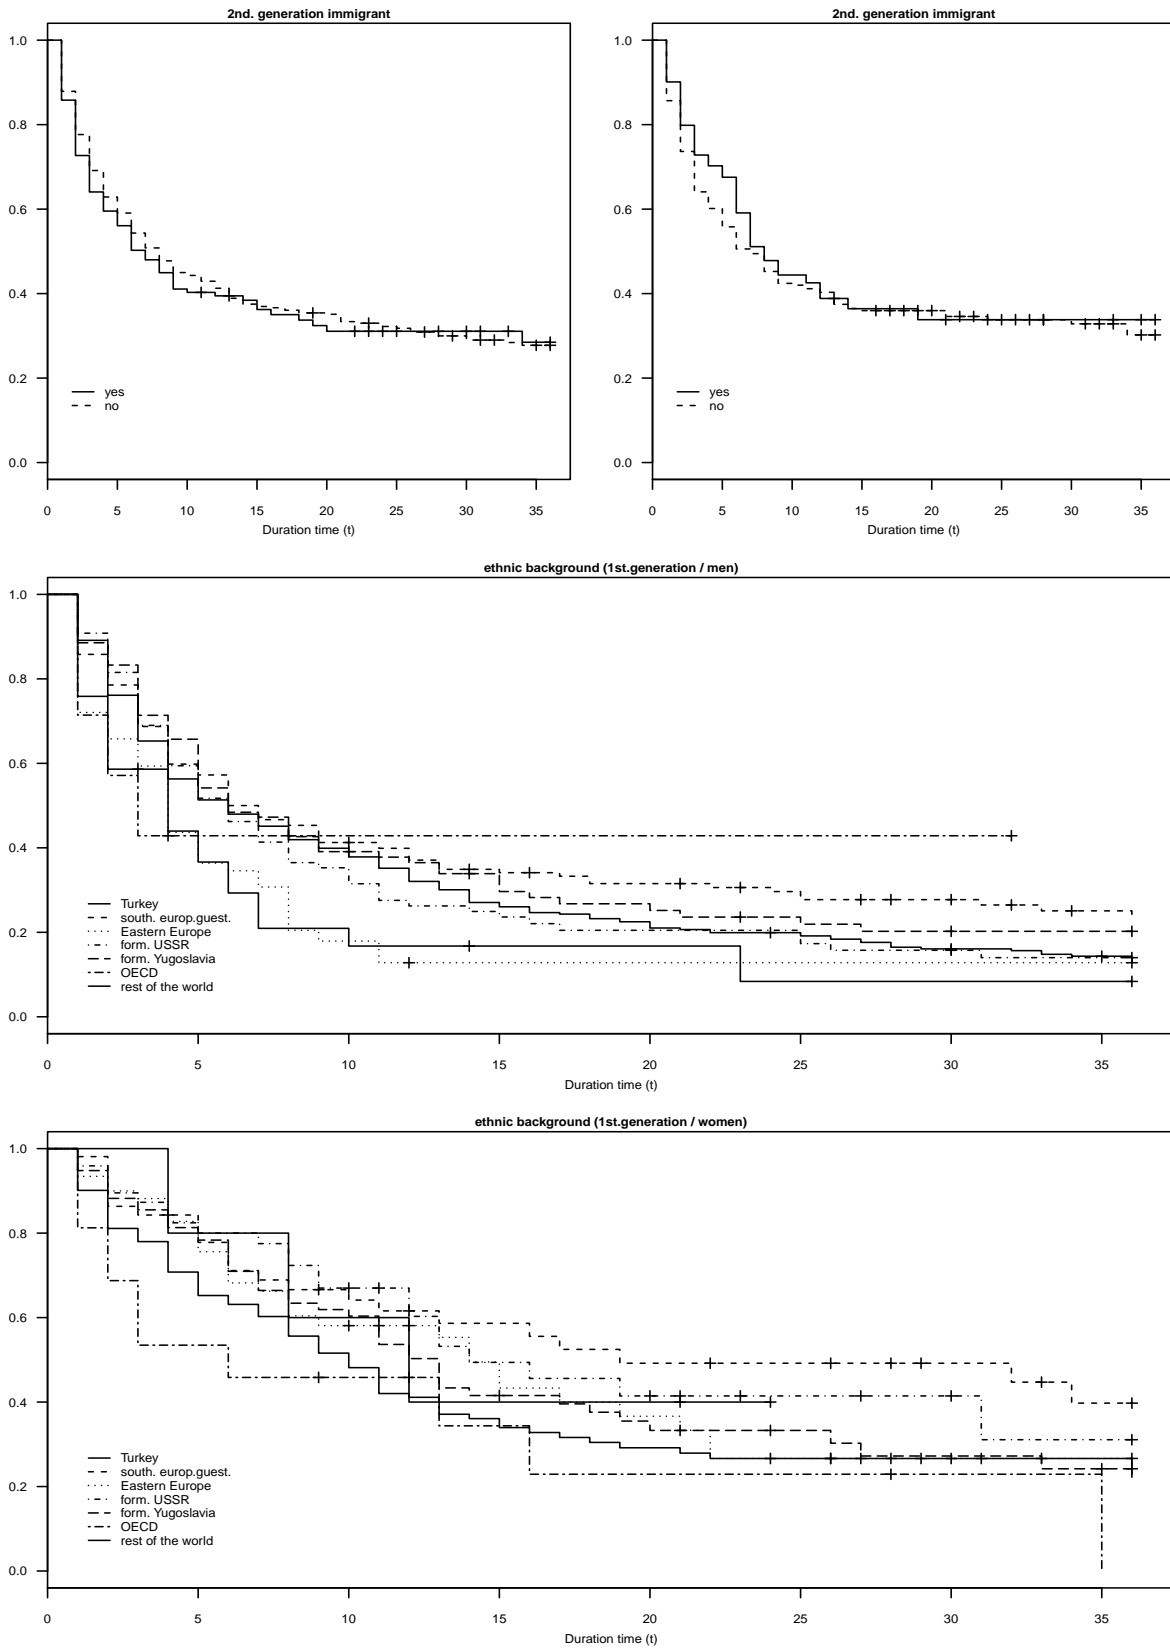 2nd. generation immigrant
1.0
0.8
0.6
0.4
0.2
0.0
yes
no
0 5 10 15 20 25 30 35
Duration time (t)
2nd. generation immigrant
1.0
0.8
0.6
0.4
0.2
0.0
yes
no
0 5 10 15 20 25 30 35
Duration time (t)
ethnic background (1st.generation / men)
1.0
0.8
0.6
0.4
0.2
0.0
Turkey
south. europ.guest.
Eastern Europe
form. USSR
form. Yugoslavia
OECD
rest of the world
0 5 10 15 20 25 30 35
Duration time (t)
ethnic background (1st.generation / women)
1.0
0.8
0.6
0.4
0.2
0.0
Turkey
south. europ.guest.
Eastern Europe
form. USSR
form. Yugoslavia
OECD
rest of the world
0 5 10 15 20 25 30 35
Duration time (t)